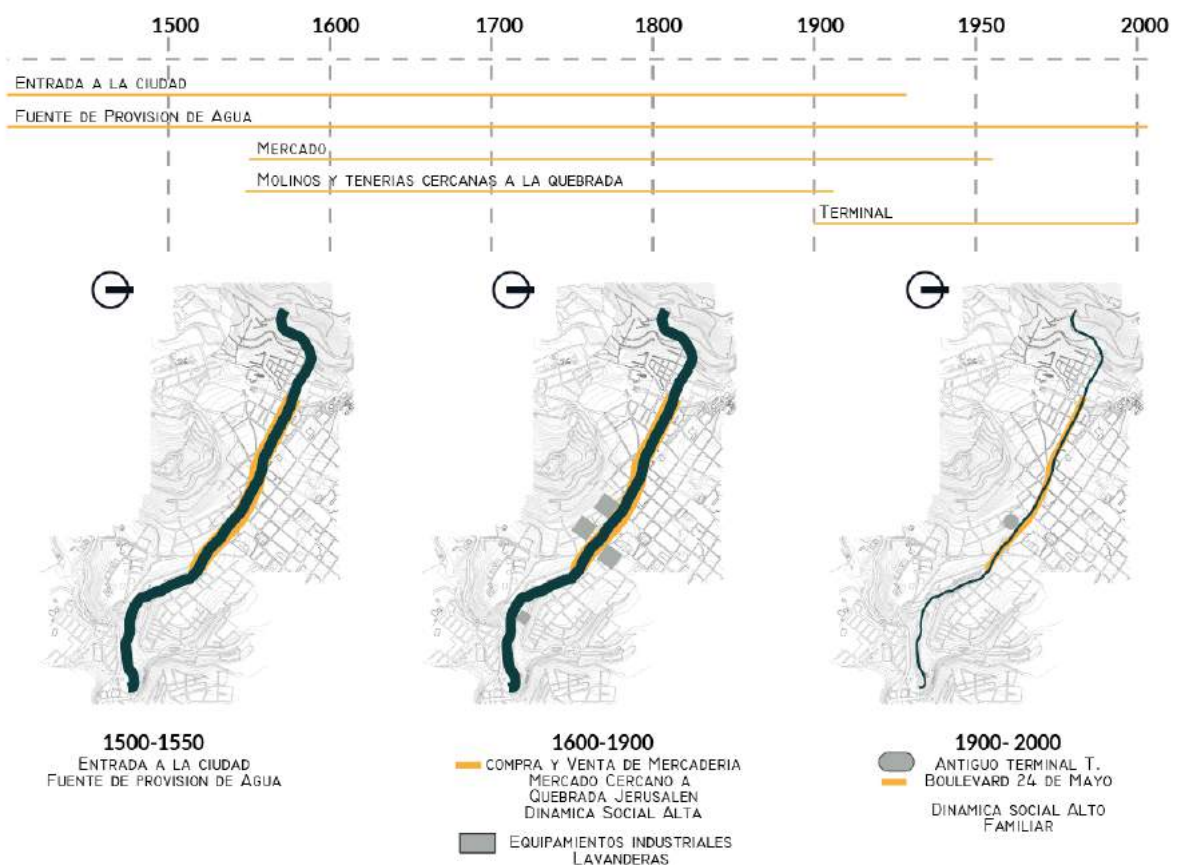 1500 1600 1700 1800 1900 1950 2000
ENTRADA A LA CIUDAD
FUENTE DE PROVISION DE AGUA
MERCADO
MOLINOS Y TENERIAS CERCANAS A LA QUEBRADA
TERMINAL
1500-1550
ENTRADA A LA CIUDAD
FUENTE DE PROVISION DE AGUA
1600-1900
COMPRA Y VENTA DE MERCADERIA
MERCADO CERCANO A
QUEBRADA JERUSALEN
DINAMICA SOCIAL ALTA
EQUIPAMIENTOS INDUSTRIALES
LAVANDERAS
1900- 2000
ANTIGUO TERMINAL T.
BOULEVARD 24 DE MAYO
DINAMICA SOCIAL ALTO
FAMILIAR